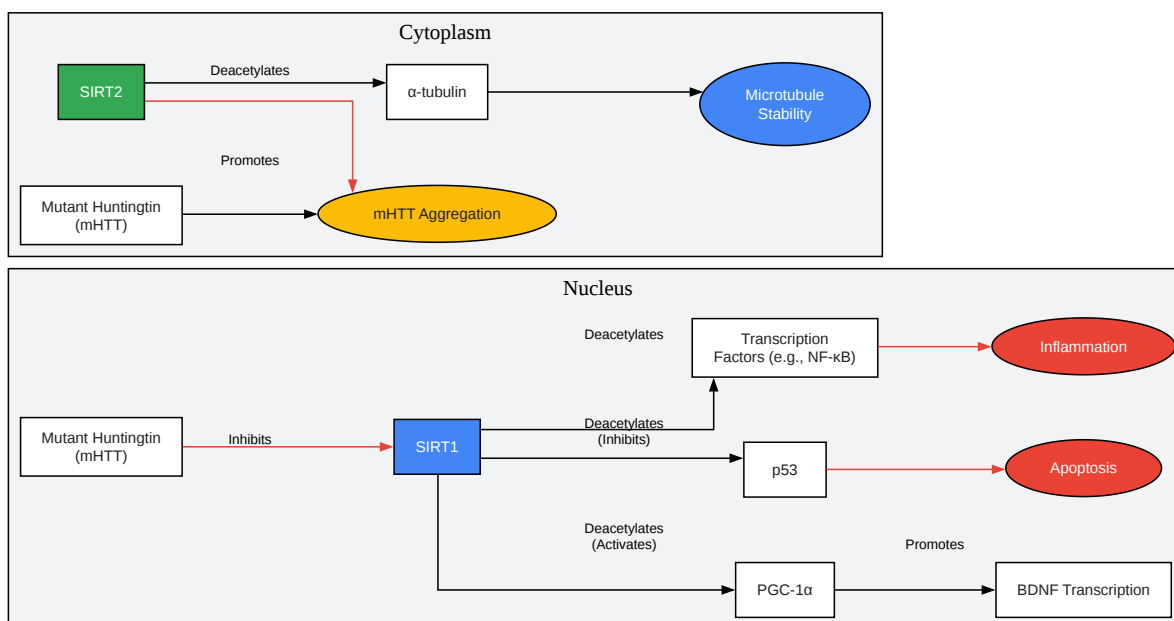 Cytoplasm
Deacetylates
SIRT2
α-tubulin
Microtubule
Stability
Promotes
Mutant Huntingtin
(mHTT)
mHTT Aggregation
Nucleus
Deacetylates
Transcription
Factors (e.g., NF-κB)
Inflammation
Mutant Huntingtin
(mHTT)
Inhibits
SIRT1
Deacetylates
(Inhibits)
p53
Apoptosis
Deacetylates
(Activates)
Promotes
PGC-1α
BDNF Transcription